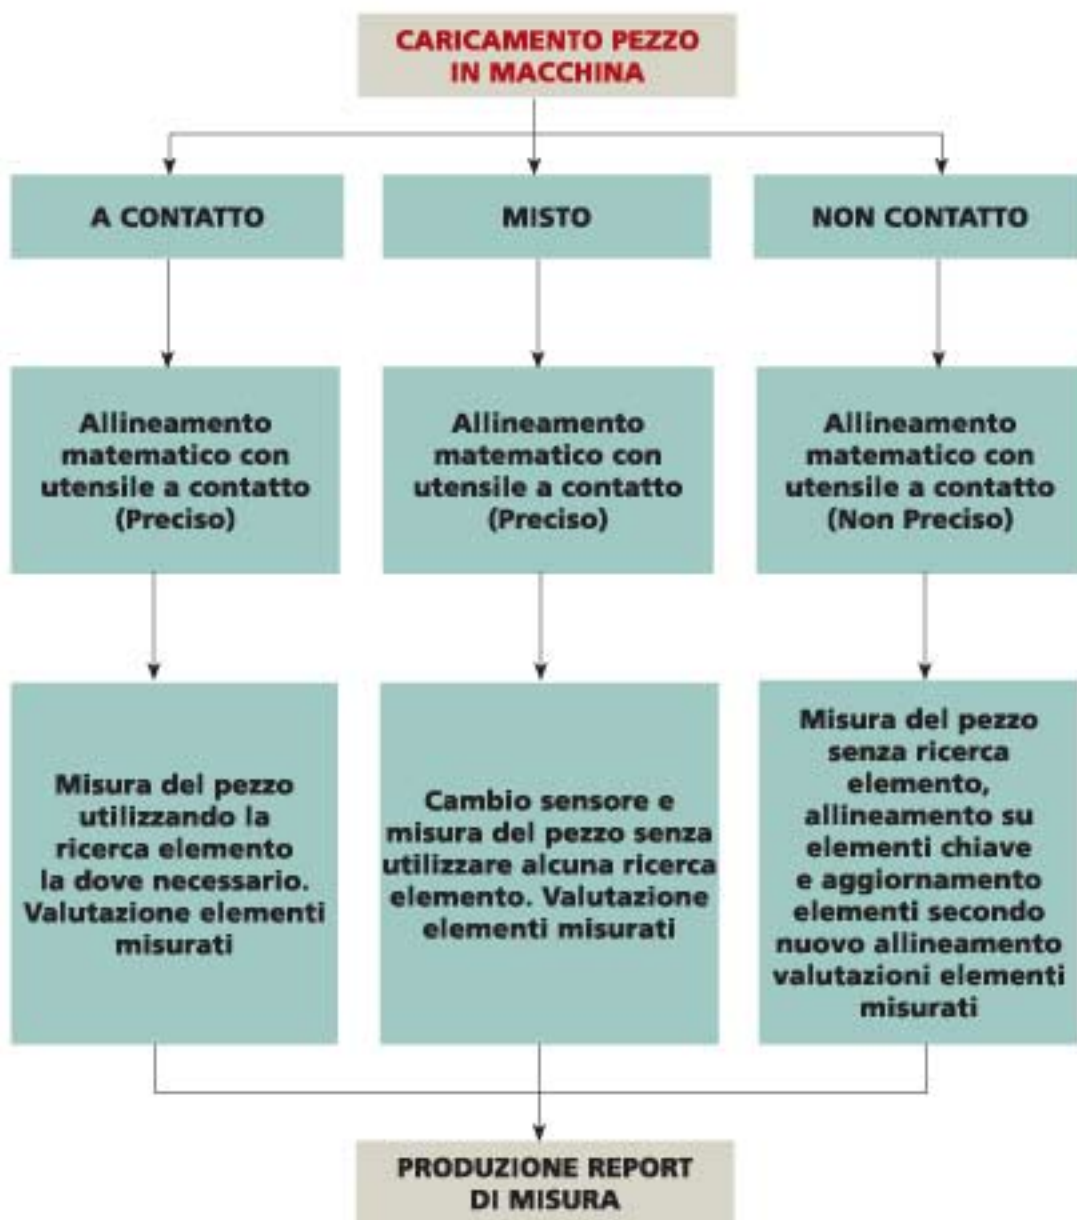 CARICAMENTO PEZZO
IN MACCHINA
A CONTATTO
MISTO
NON CONTATTO
Allineamento
matematico con
utensile a contatto
(Preciso)
Allineamento
matematico con
utensile a contatto
(Preciso)
Allineamento
matematico con
utensile a contatto
(Non Preciso)
Misura del pezzo
utilizzando la
ricerca elemento
la dove necessario.
Valutazione elementi
misurati
Cambio sensore e
misura del pezzo senza
utilizzare alcuna ricerca
elemento. Valutazione
elementi misurati
Misura del pezzo
senza ricerca
elemento,
allineamento su
elementi chiave
e aggiornamento
elementi secondo
nuovo allineamento
valutazioni elementi
misurati
PRODUZIONE REPORT
DI MISURA